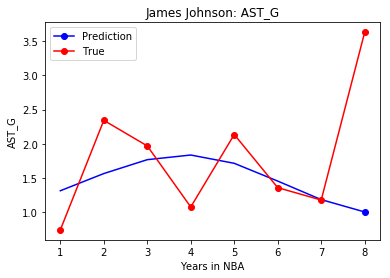 James Johnson: AST_G
Prediction
True
AST_G
3.5
3.0
2.5
2.0
1.5
1.0
1 2 3 4 5 6 7 8
Years in NBA